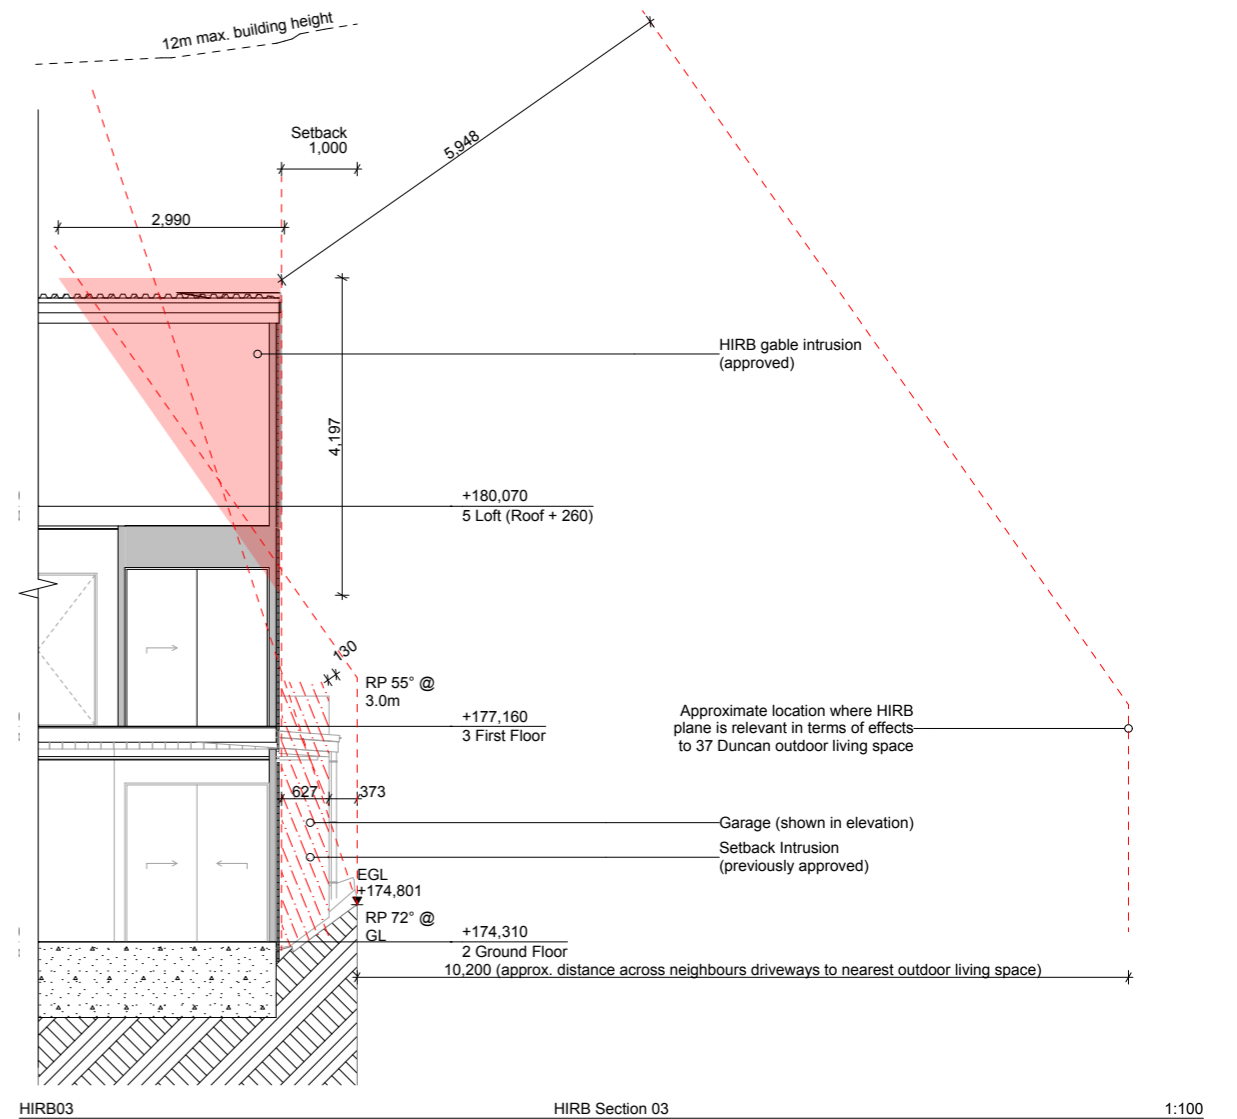 12m max. building height
Setback
1,000
5,948
2,990
HIRB gable intrusion
(approved)
4,197
+180,070
5 Loft (Roof + 260)
130
RP 55° @
3.0m
+177,160
3 First Floor
Approximate location where HIRB
plane is relevant in terms of effects
to 37 Duncan outdoor living space
627
373
Garage (shown in elevation)
Setback Intrusion
(previously approved)
EGL
+174,801
RP 72° @
GL
+174,310
2 Ground Floor
10,200 (approx. distance across neighbours driveways to nearest outdoor living space)
HIRB03
HIRB Section 03
1:100